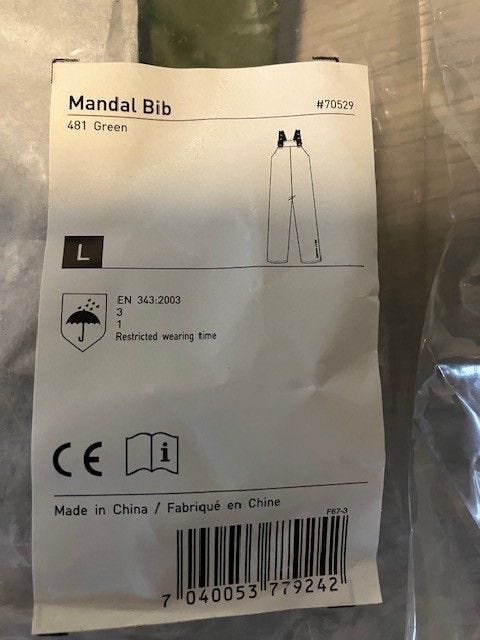 Mandal Bib
#70529
481 Green
L
EN 343:2003
3
1
Restricted wearing time
CE
i
Made in China / Fabriqué en Chine
F67-3
7 040053 779242